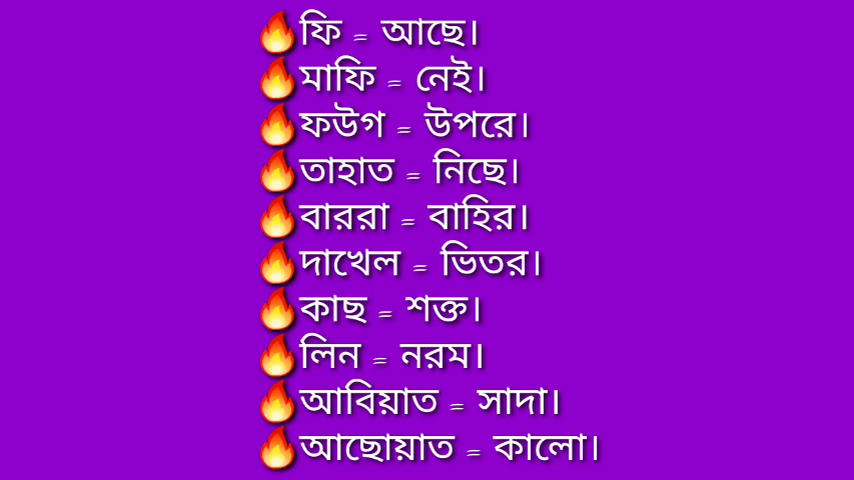 🔥ফি = আছে।
🔥মাফি = নেই।
🔥ফউগ = উপরে।
🔥তাহাত = নিছে।
🔥বাররা = বাহির।
🔥দাখেল = ভিতর।
🔥কাছ = শক্ত।
🔥লিন = নরম।
🔥আবিয়াত = সাদা।
🔥আছোয়াত = কালো।